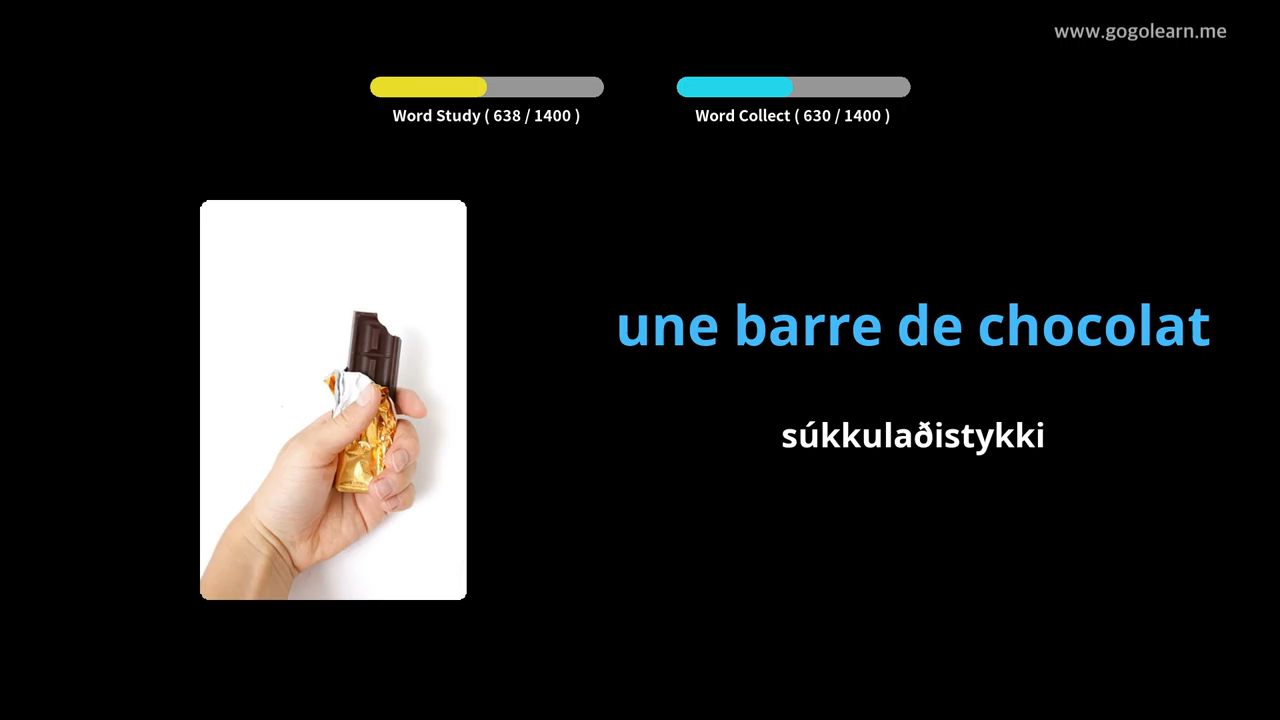 www.gogolearn.me
Word Study ( 638 / 1400 )
Word Collect ( 630 / 1400 )
une barre de chocolat
súkkulaðistykki